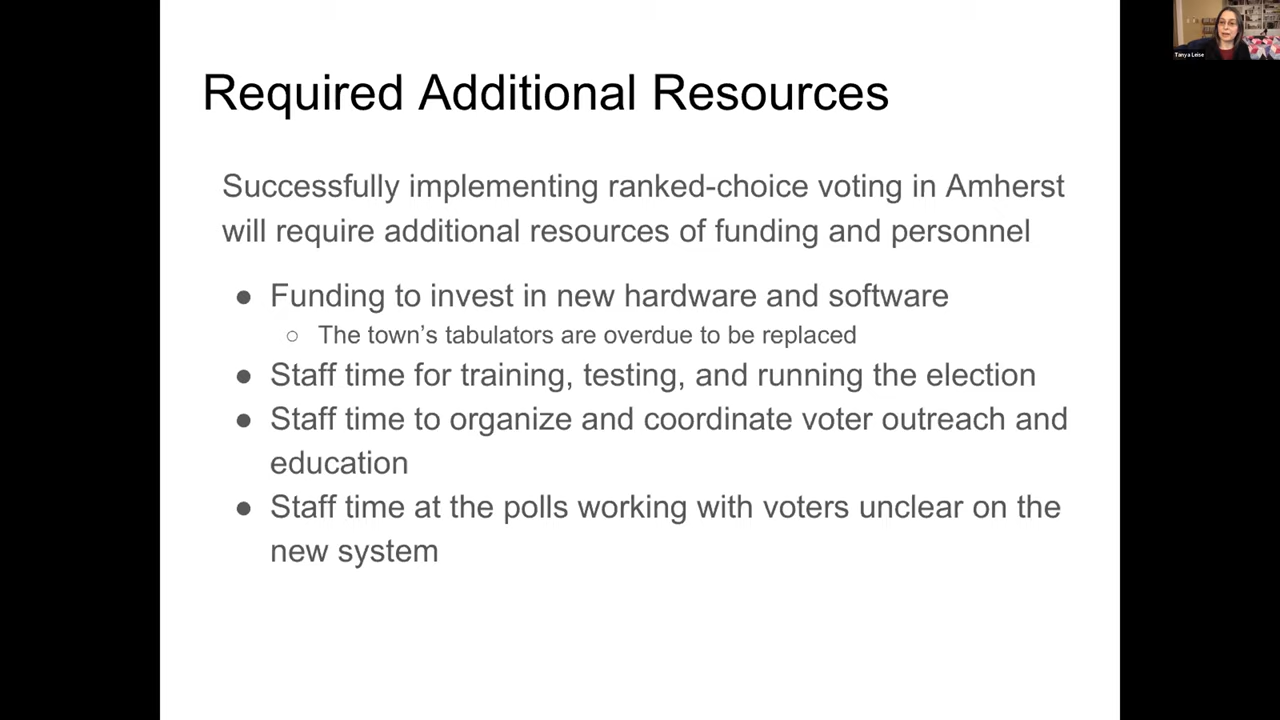 Required Additional Resources
Successfully implementing ranked-choice voting in Amherst
will require additional resources of funding and personnel
● Funding to invest in new hardware and software
○ The town's tabulators are overdue to be replaced
● Staff time for training, testing, and running the election
● Staff time to organize and coordinate voter outreach and
education
● Staff time at the polls working with voters unclear on the
new system
Tanya Leise